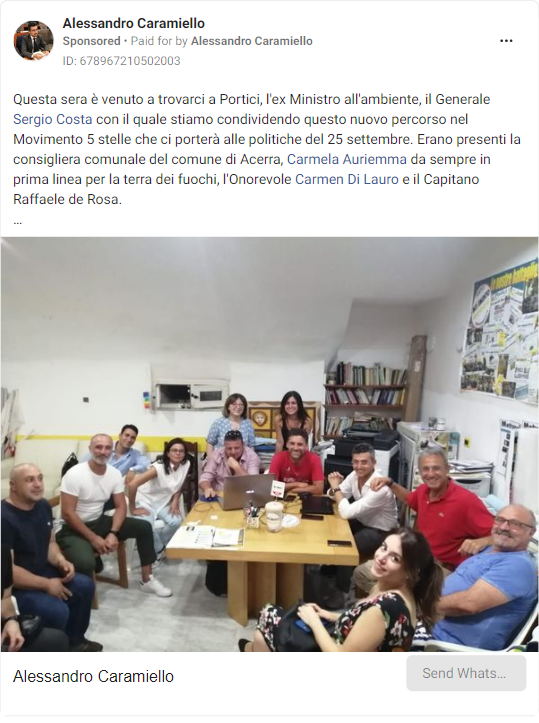 Alessandro Caramiello
Sponsored • Paid for by Alessandro Caramiello
ID: 678967210502003
Questa sera è venuto a trovarci a Portici, l'ex Ministro all'ambiente, il Generale
Sergio Costa con il quale stiamo condividendo questo nuovo percorso nel
Movimento 5 stelle che ci porterà alle politiche del 25 settembre. Erano presenti la
consigliera comunale del comune di Acerra, Carmela Auriemma da sempre in
prima linea per la terra dei fuochi, l'Onorevole Carmen Di Lauro e il Capitano
Raffaele de Rosa.
...
Alessandro Caramiello
Send Whats...